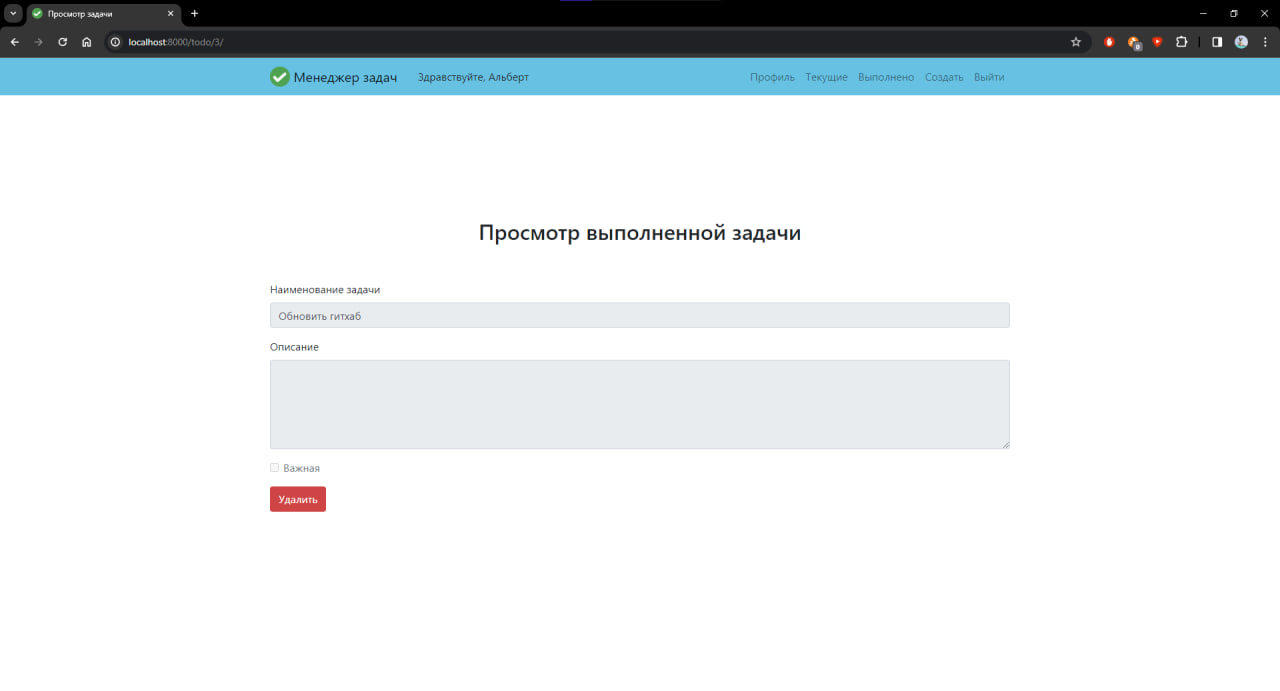 Просмотр задачи
localhost:8000/todo/3/
Менеджер задач Здравствуйте, Альберт Профиль Текущие Выполнено Создать Выйти
Просмотр выполненной задачи
Наименование задачи
Обновить гитхаб
Описание
Важная
Удалить